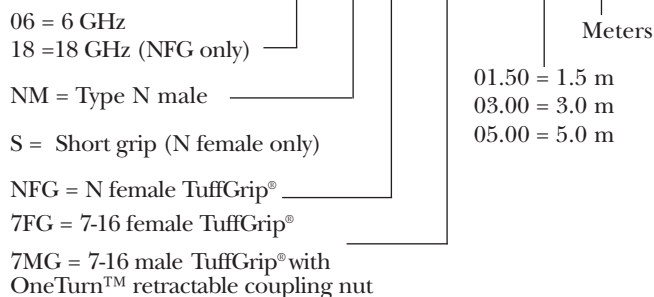 06 = 6 GHz
18 =18 GHz (NFG only)
NM = Type N male
S = Short grip (N female only)
NFG = N female TuffGrip®
7FG = 7-16 female TuffGrip®
7MG = 7-16 male TuffGrip® with
OneTurn™ retractable coupling nut
Meters
01.50 = 1.5 m
03.00 = 3.0 m
05.00 = 5.0 m